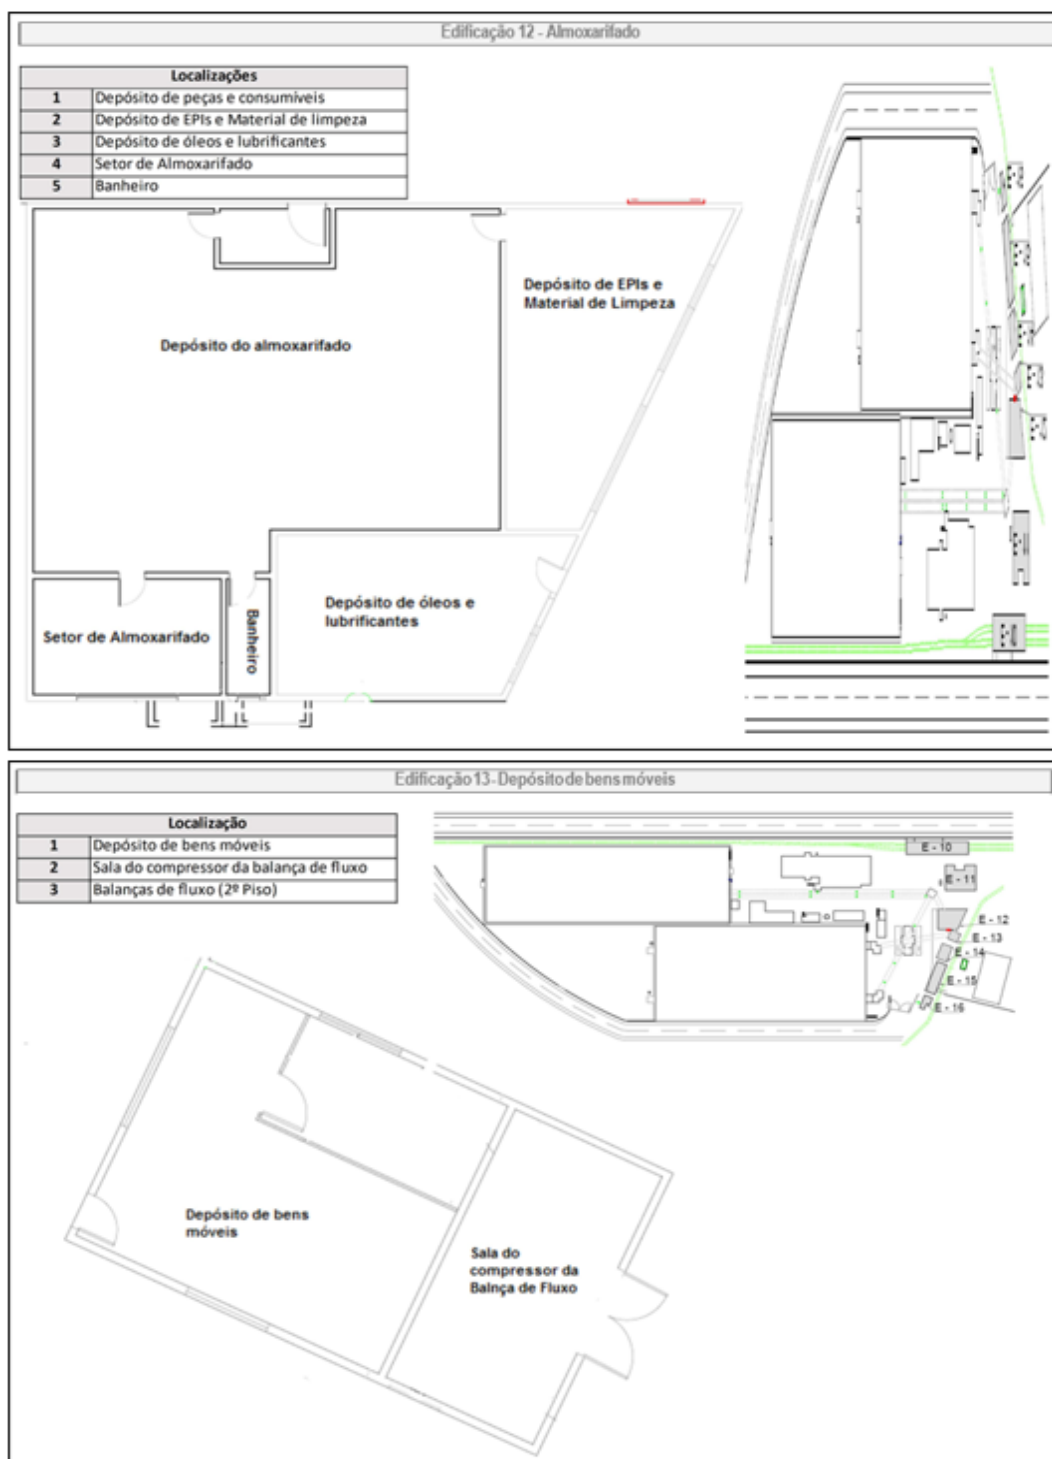 Edificação 12 - Almoxarifado
Localizações
1 Depósito de peças e consumíveis
2 Depósito de EPIs e Material de limpeza
3 Depósito de óleos e lubrificantes
4 Setor de Almoxarifado
5 Banheiro
Depósito de EPIs e
Material de Limpeza
Depósito do almoxarifado
Depósito de óleos e
lubrificantes
Setor de Almoxarifado
Banheiro
Edificação 13-Depósito de bens móveis
Localização
1 Depósito de bens móveis
2 Sala do compressor da balança de fluxo
3 Balanças de fluxo (2º Piso)
E - 10
E - 11
E - 12
E - 13
E - 14
E - 15
E - 16
Depósito de bens
móveis
Sala do
compressor da
Balnça de Fluxo